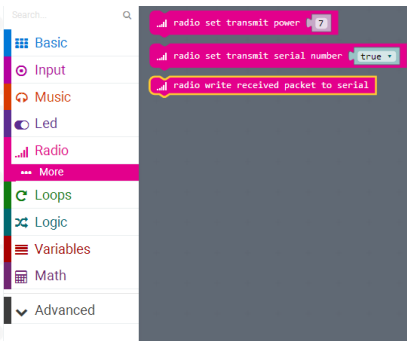 Search...
Basic
Input
Music
Led
Radio
More
Loops
Logic
Variables
Math
Advanced
radio set transmit power 7
radio set transmit serial number true
radio write received packet to serial